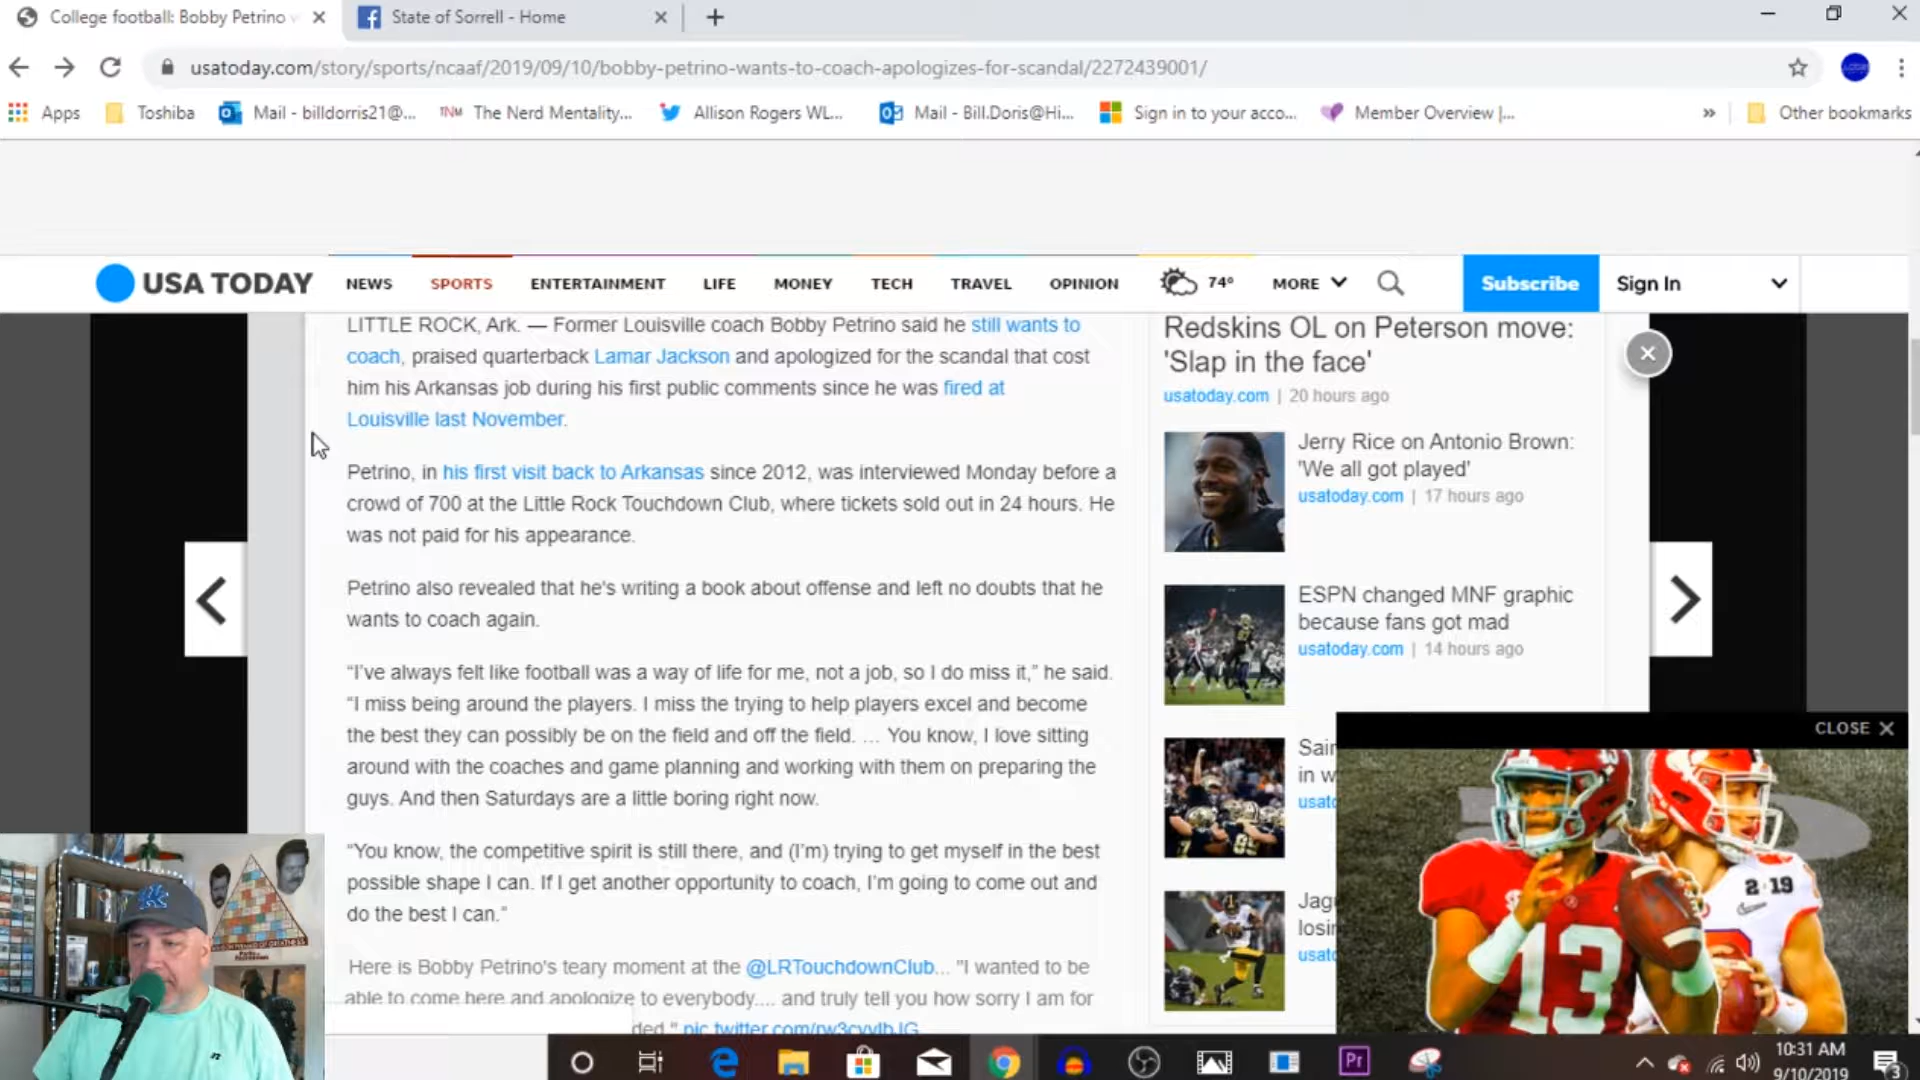 College football: Bobby Petrino
State of Sorrell - Home
usatoday.com/story/sports/ncaaf/2019/09/10/bobby-petrino-wants-to-coach-apologizes-for-scandal/2272439001/
Apps Toshiba Mail - billdorris21@... TNM The Nerd Mentality... Allison Rogers WL... Mail - Bill.Doris@Hi... Sign in to your acco... Member Overview |... » Other bookmarks
USA TODAY NEWS SPORTS ENTERTAINMENT LIFE MONEY TECH TRAVEL OPINION 74° MORE Subscribe Sign In
LITTLE ROCK, Ark. — Former Louisville coach Bobby Petrino said he still wants to
coach, praised quarterback Lamar Jackson and apologized for the scandal that cost
him his Arkansas job during his first public comments since he was fired at
Louisville last November.
Petrino, in his first visit back to Arkansas since 2012, was interviewed Monday before a
crowd of 700 at the Little Rock Touchdown Club, where tickets sold out in 24 hours. He
was not paid for his appearance.
Petrino also revealed that he's writing a book about offense and left no doubts that he
wants to coach again.
“I’ve always felt like football was a way of life for me, not a job, so I do miss it,” he said.
“I miss being around the players. I miss the trying to help players excel and become
the best they can possibly be on the field and off the field. … You know, I love sitting
around with the coaches and game planning and working with them on preparing the
guys. And then Saturdays are a little boring right now.
“You know, the competitive spirit is still there, and (I’m) trying to get myself in the best
possible shape I can. If I get another opportunity to coach, I’m going to come out and
do the best I can.”
Here is Bobby Petrino's teary moment at the @LRTouchdownClub... "I wanted to be
able to come here and apologize to everybody.... and truly tell you how sorry I am for
ded." pic.twitter.com/rw3cyvIbJG
Redskins OL on Peterson move:
'Slap in the face'
usatoday.com | 20 hours ago
Jerry Rice on Antonio Brown:
'We all got played'
usatoday.com | 17 hours ago
ESPN changed MNF graphic
because fans got mad
usatoday.com | 14 hours ago
Sain
in w
usato
Jag
losin
usato
CLOSE
13
2 19
Pr
10:31 AM
9/10/2019
3